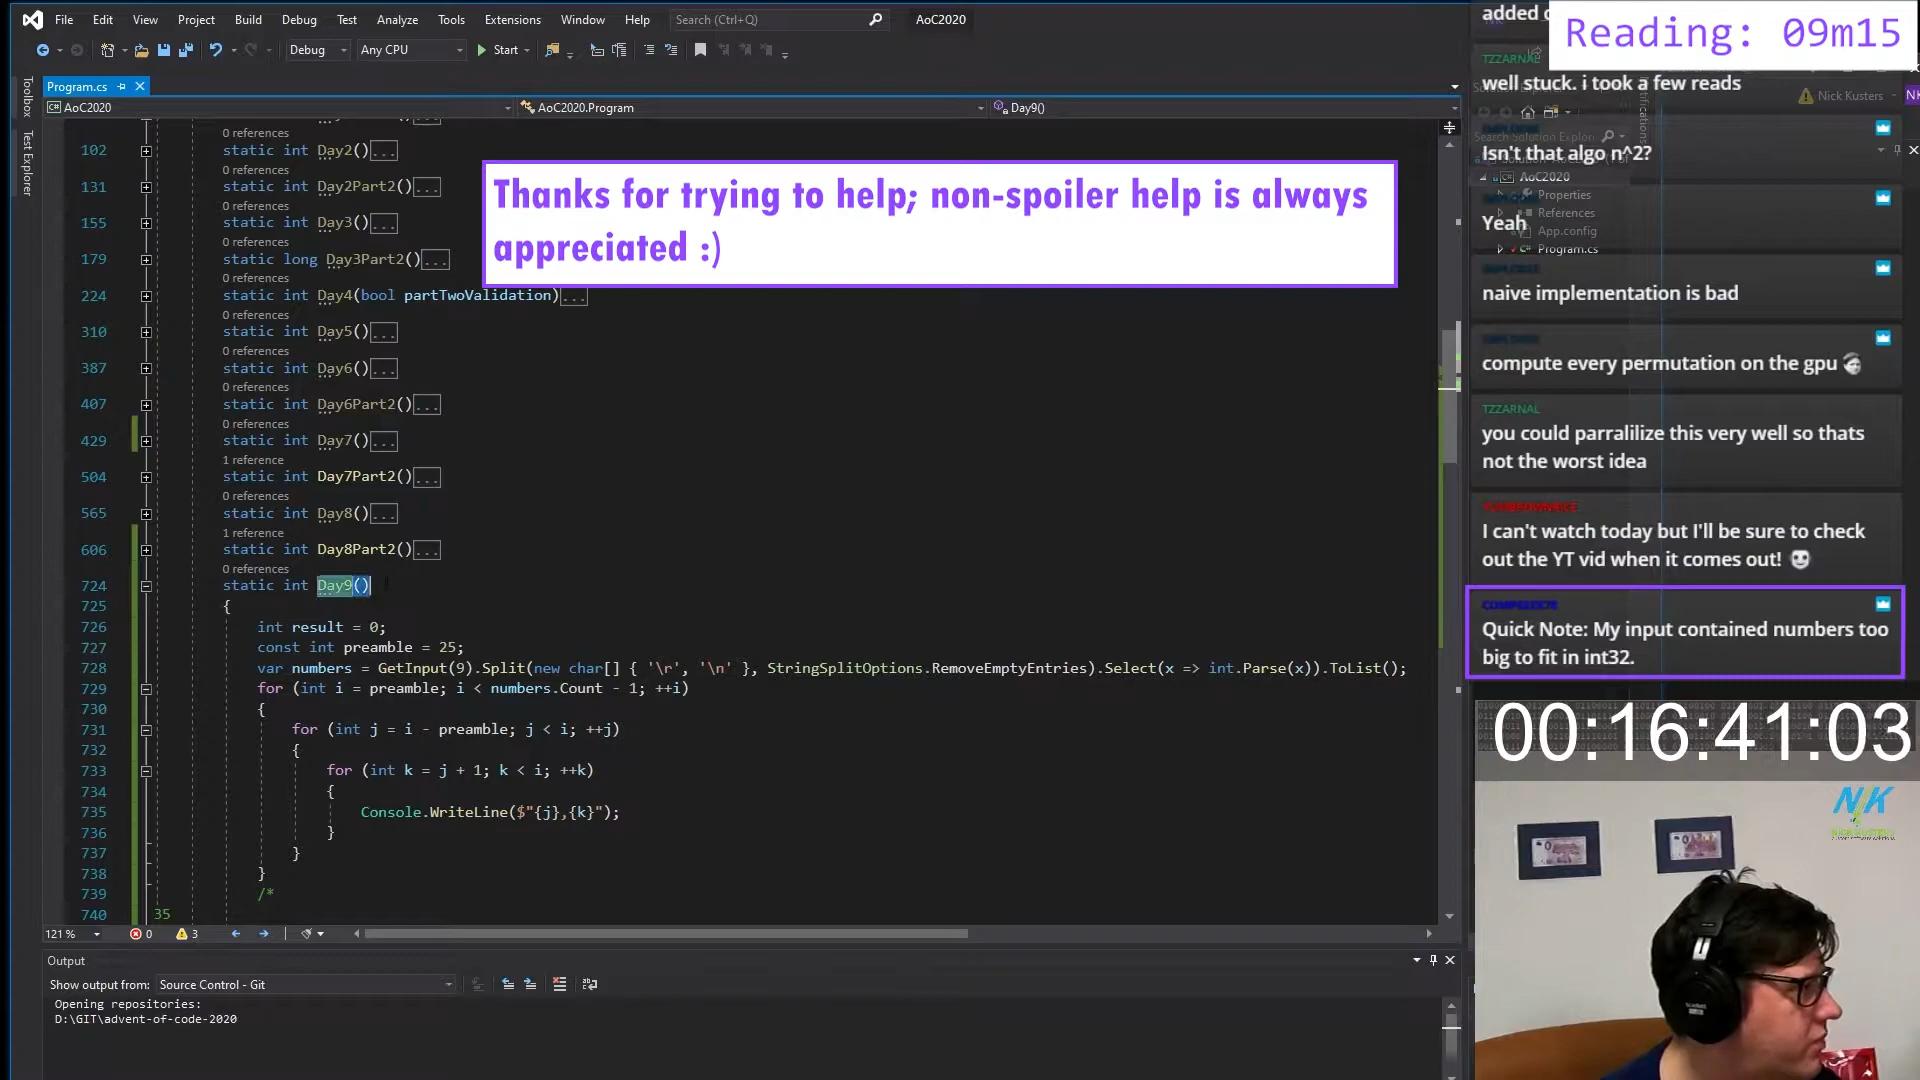 File Edit View Project Build Debug Test Analyze Tools Extensions Window Help Search (Ctrl+Q) AoC2020
Debug Any CPU Start
Program.cs
AoC2020 AoC2020.Program Day9()
Toolbox
Test Explorer
0 references
102 static int Day2()...
0 references
131 static int Day2Part2()...
0 references
155 static int Day3()...
0 references
179 static long Day3Part2()...
0 references
224 static int Day4(bool partTwoValidation)...
0 references
310 static int Day5()...
0 references
387 static int Day6()...
0 references
407 static int Day6Part2()...
0 references
429 static int Day7()...
1 reference
504 static int Day7Part2()...
0 references
565 static int Day8()...
1 reference
606 static int Day8Part2()...
0 references
724 static int Day9()
725 {
726 int result = 0;
727 const int preamble = 25;
728 var numbers = GetInput(9).Split(new char[] { '\r', '\n' }, StringSplitOptions.RemoveEmptyEntries).Select(x => int.Parse(x)).ToList();
729 for (int i = preamble; i < numbers.Count - 1; ++i)
730 {
731 for (int j = i - preamble; j < i; ++j)
732 {
733 for (int k = j + 1; k < i; ++k)
734 {
735 Console.WriteLine($"{j},{k}");
736 }
737 }
738 }
739 /*
740 35
121 % 0 3
Output
Show output from: Source Control - Git
Opening repositories:
D:\GIT\advent-of-code-2020
Thanks for trying to help; non-spoiler help is always
appreciated :)
Reading: 09m15
TZZARNAL
well stuck. i took a few reads
Nick Kusters NK
Isn't that algo n^2?
AoC2020
Properties
References
App.config
Program.cs
Yeah
naive implementation is bad
compute every permutation on the gpu
TZZARNAL
you could parralilize this very well so thats
not the worst idea
I can't watch today but I'll be sure to check
out the YT vid when it comes out!
Quick Note: My input contained numbers too
big to fit in int32.
00:16:41:03
NK